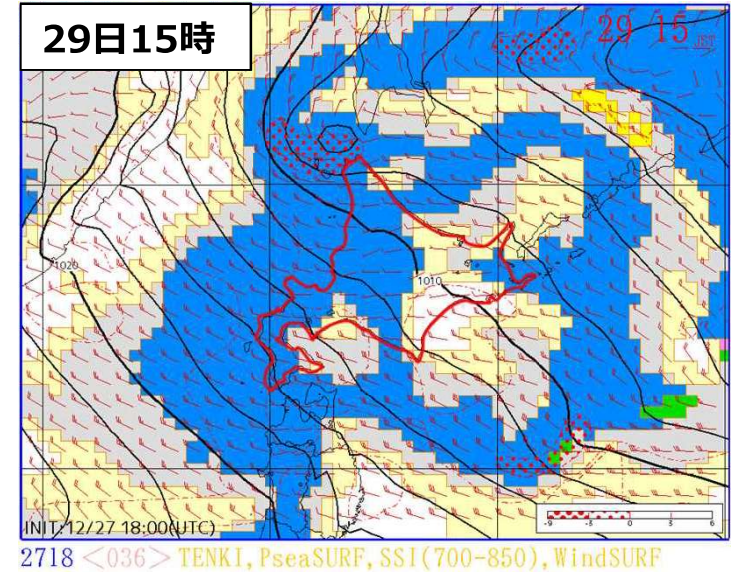 29日15時
29 15 JST
1020
1010
INIT:12/27 18:00(UTC)
-9 -3 0 3 6
2718 <036> TENKI,PseaSURF,SSI(700-850),WindSURF